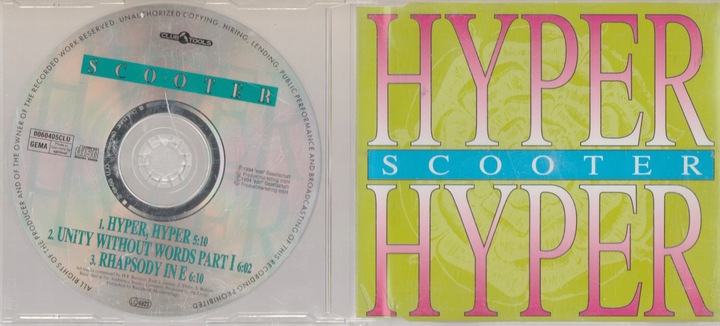 ALL RIGHTS OF THE PRODUCER AND OF THE OWNER OF THE RECORDED WORK RESERVED. UNAUTHORIZED COPYING, HIRING, LENDING, PUBLIC PERFORMANCE AND BROADCASTING OF THIS RECORDING PROHIBITED
CLUB TOOLS
SCOOTER
0060405CLU
GEMA
1. HYPER, HYPER 5:10
2. UNITY WITHOUT WORDS PART I 6:02
3. RHAPSODY IN E 6:10
HYPER
SCOOTER
HYPER